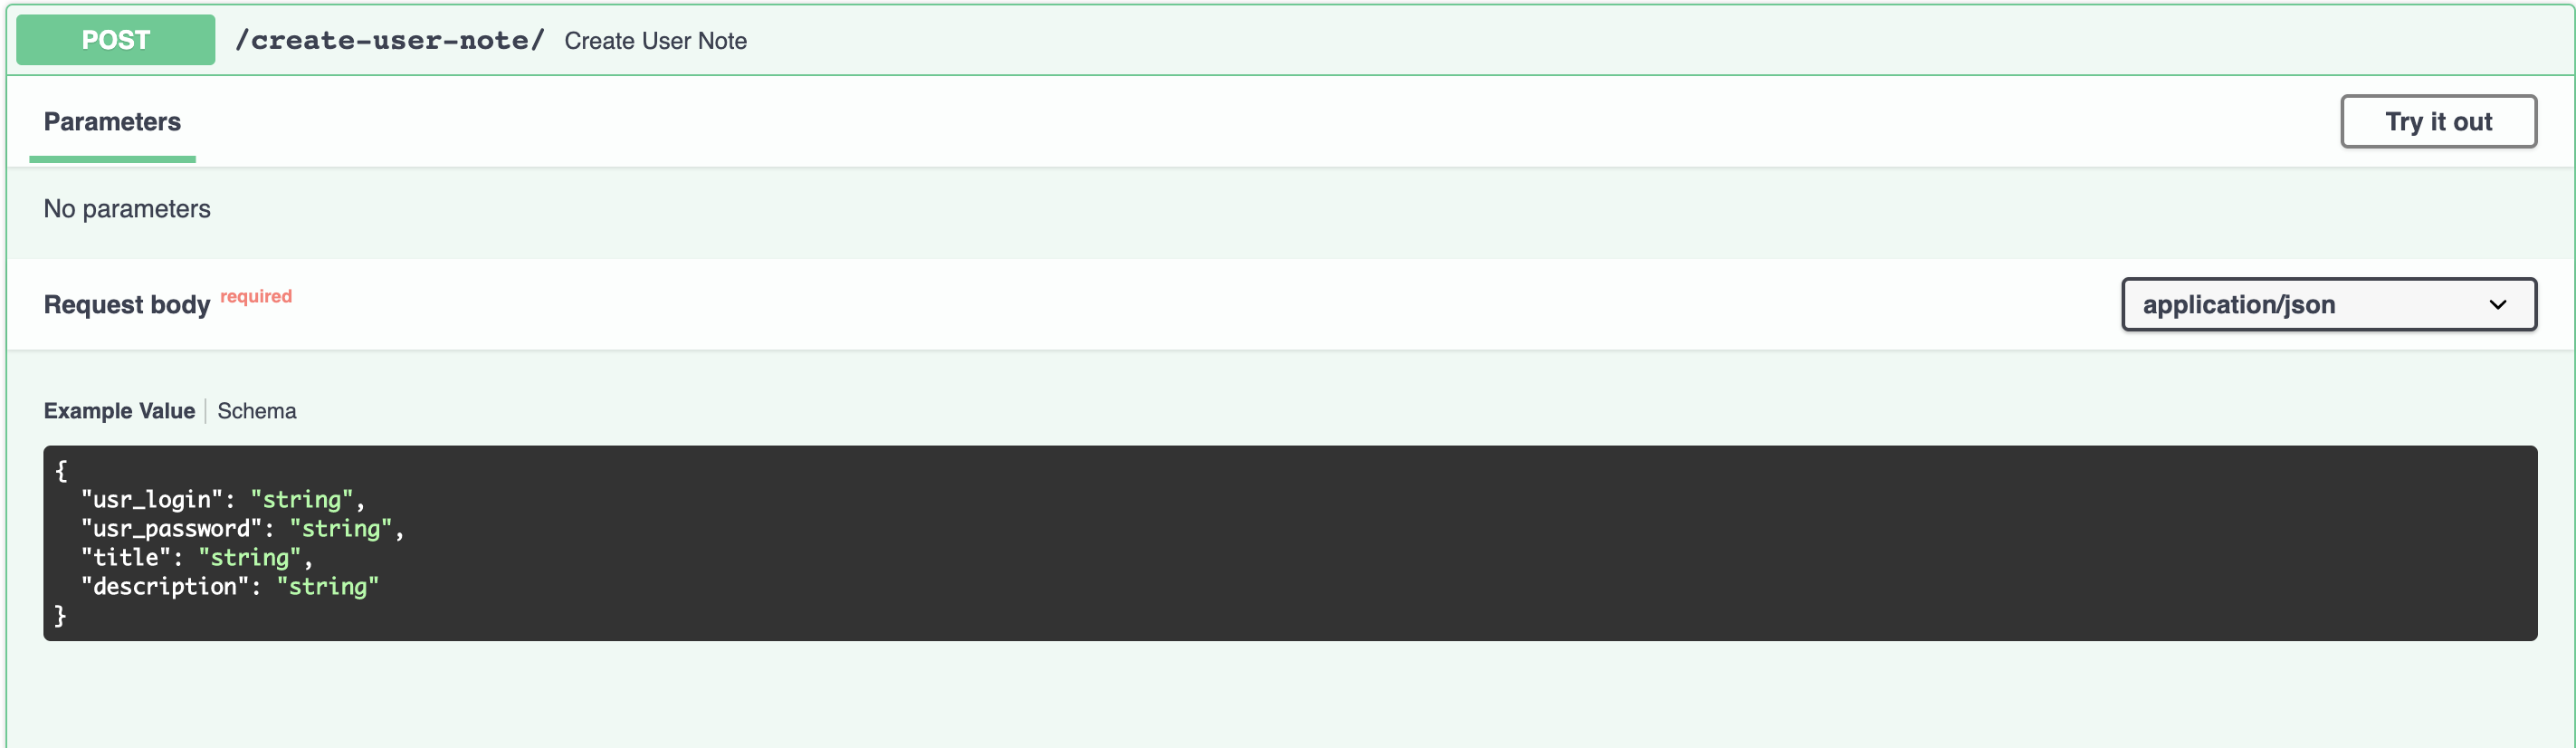 POST /create-user-note/ Create User Note
Parameters
Try it out
No parameters
Request body required
application/json
Example Value Schema
{
  "usr_login": "string",
  "usr_password": "string",
  "title": "string",
  "description": "string"
}